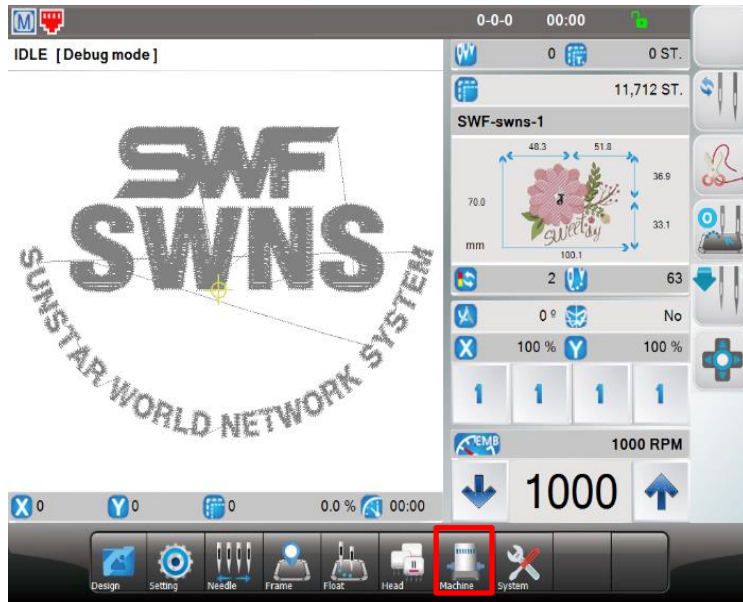 M
0-0-0 00:00
IDLE [ Debug mode ]
0 0 ST.
11,712 ST.
SWF-swns-1
48.3 51.8
36.9
70.0
33.1
mm
100.1
sweetsy
SWF
SWNS
SUNSTAR WORLD NETWORK SYSTEM
2 63
0 º No
X 100 % Y 100 %
1 1 1 1
EMB 1000 RPM
1000
X 0 Y 0 0 0.0 % 00:00
Design Setting Needle Frame Float Head Machine System